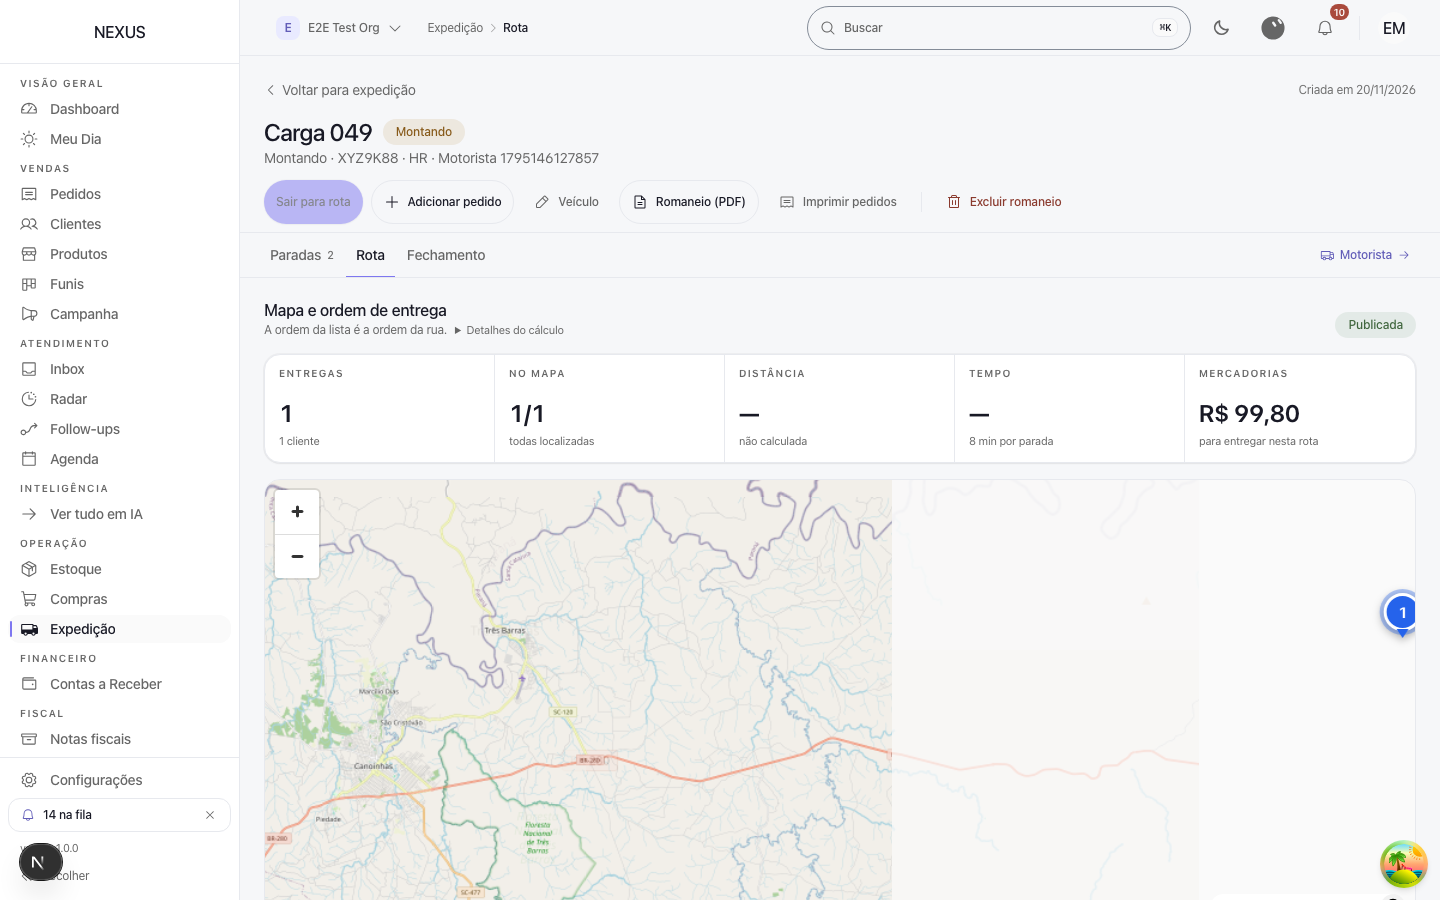 NEXUS
E
E2E Test Org
Expedição
Rota
Buscar
⌘K
10
EM
VISÃO GERAL
Dashboard
Meu Dia
VENDAS
Pedidos
Clientes
Produtos
Funis
Campanha
ATENDIMENTO
Inbox
Radar
Follow-ups
Agenda
INTELIGÊNCIA
Ver tudo em IA
OPERAÇÃO
Estoque
Compras
Expedição
FINANCEIRO
Contas a Receber
FISCAL
Notas fiscais
Configurações
14 na fila
1.0.0
N
Voltar para expedição
Criada em 20/11/2026
Carga 049
Montando
Montando · XYZ9K88 · HR · Motorista 1795146127857
Sair para rota
Adicionar pedido
Veículo
Romaneio (PDF)
Imprimir pedidos
Excluir romaneio
Paradas 2
Rota
Fechamento
Motorista
Mapa e ordem de entrega
A ordem da lista é a ordem da rua.
Detalhes do cálculo
Publicada
ENTREGAS
1
1 cliente
NO MAPA
1/1
todas localizadas
DISTÂNCIA
—
não calculada
TEMPO
—
8 min por parada
MERCADORIAS
R$ 99,80
para entregar nesta rota
+
−
Santa Catarina
Paraná
Paraná
Três Barras
Marcílio Dias
São Cristóvão
SC-120
BR-280
Canoinhas
Piedade
BR-280
Floresta
Nacional
de Três
Barras
SC-477
1